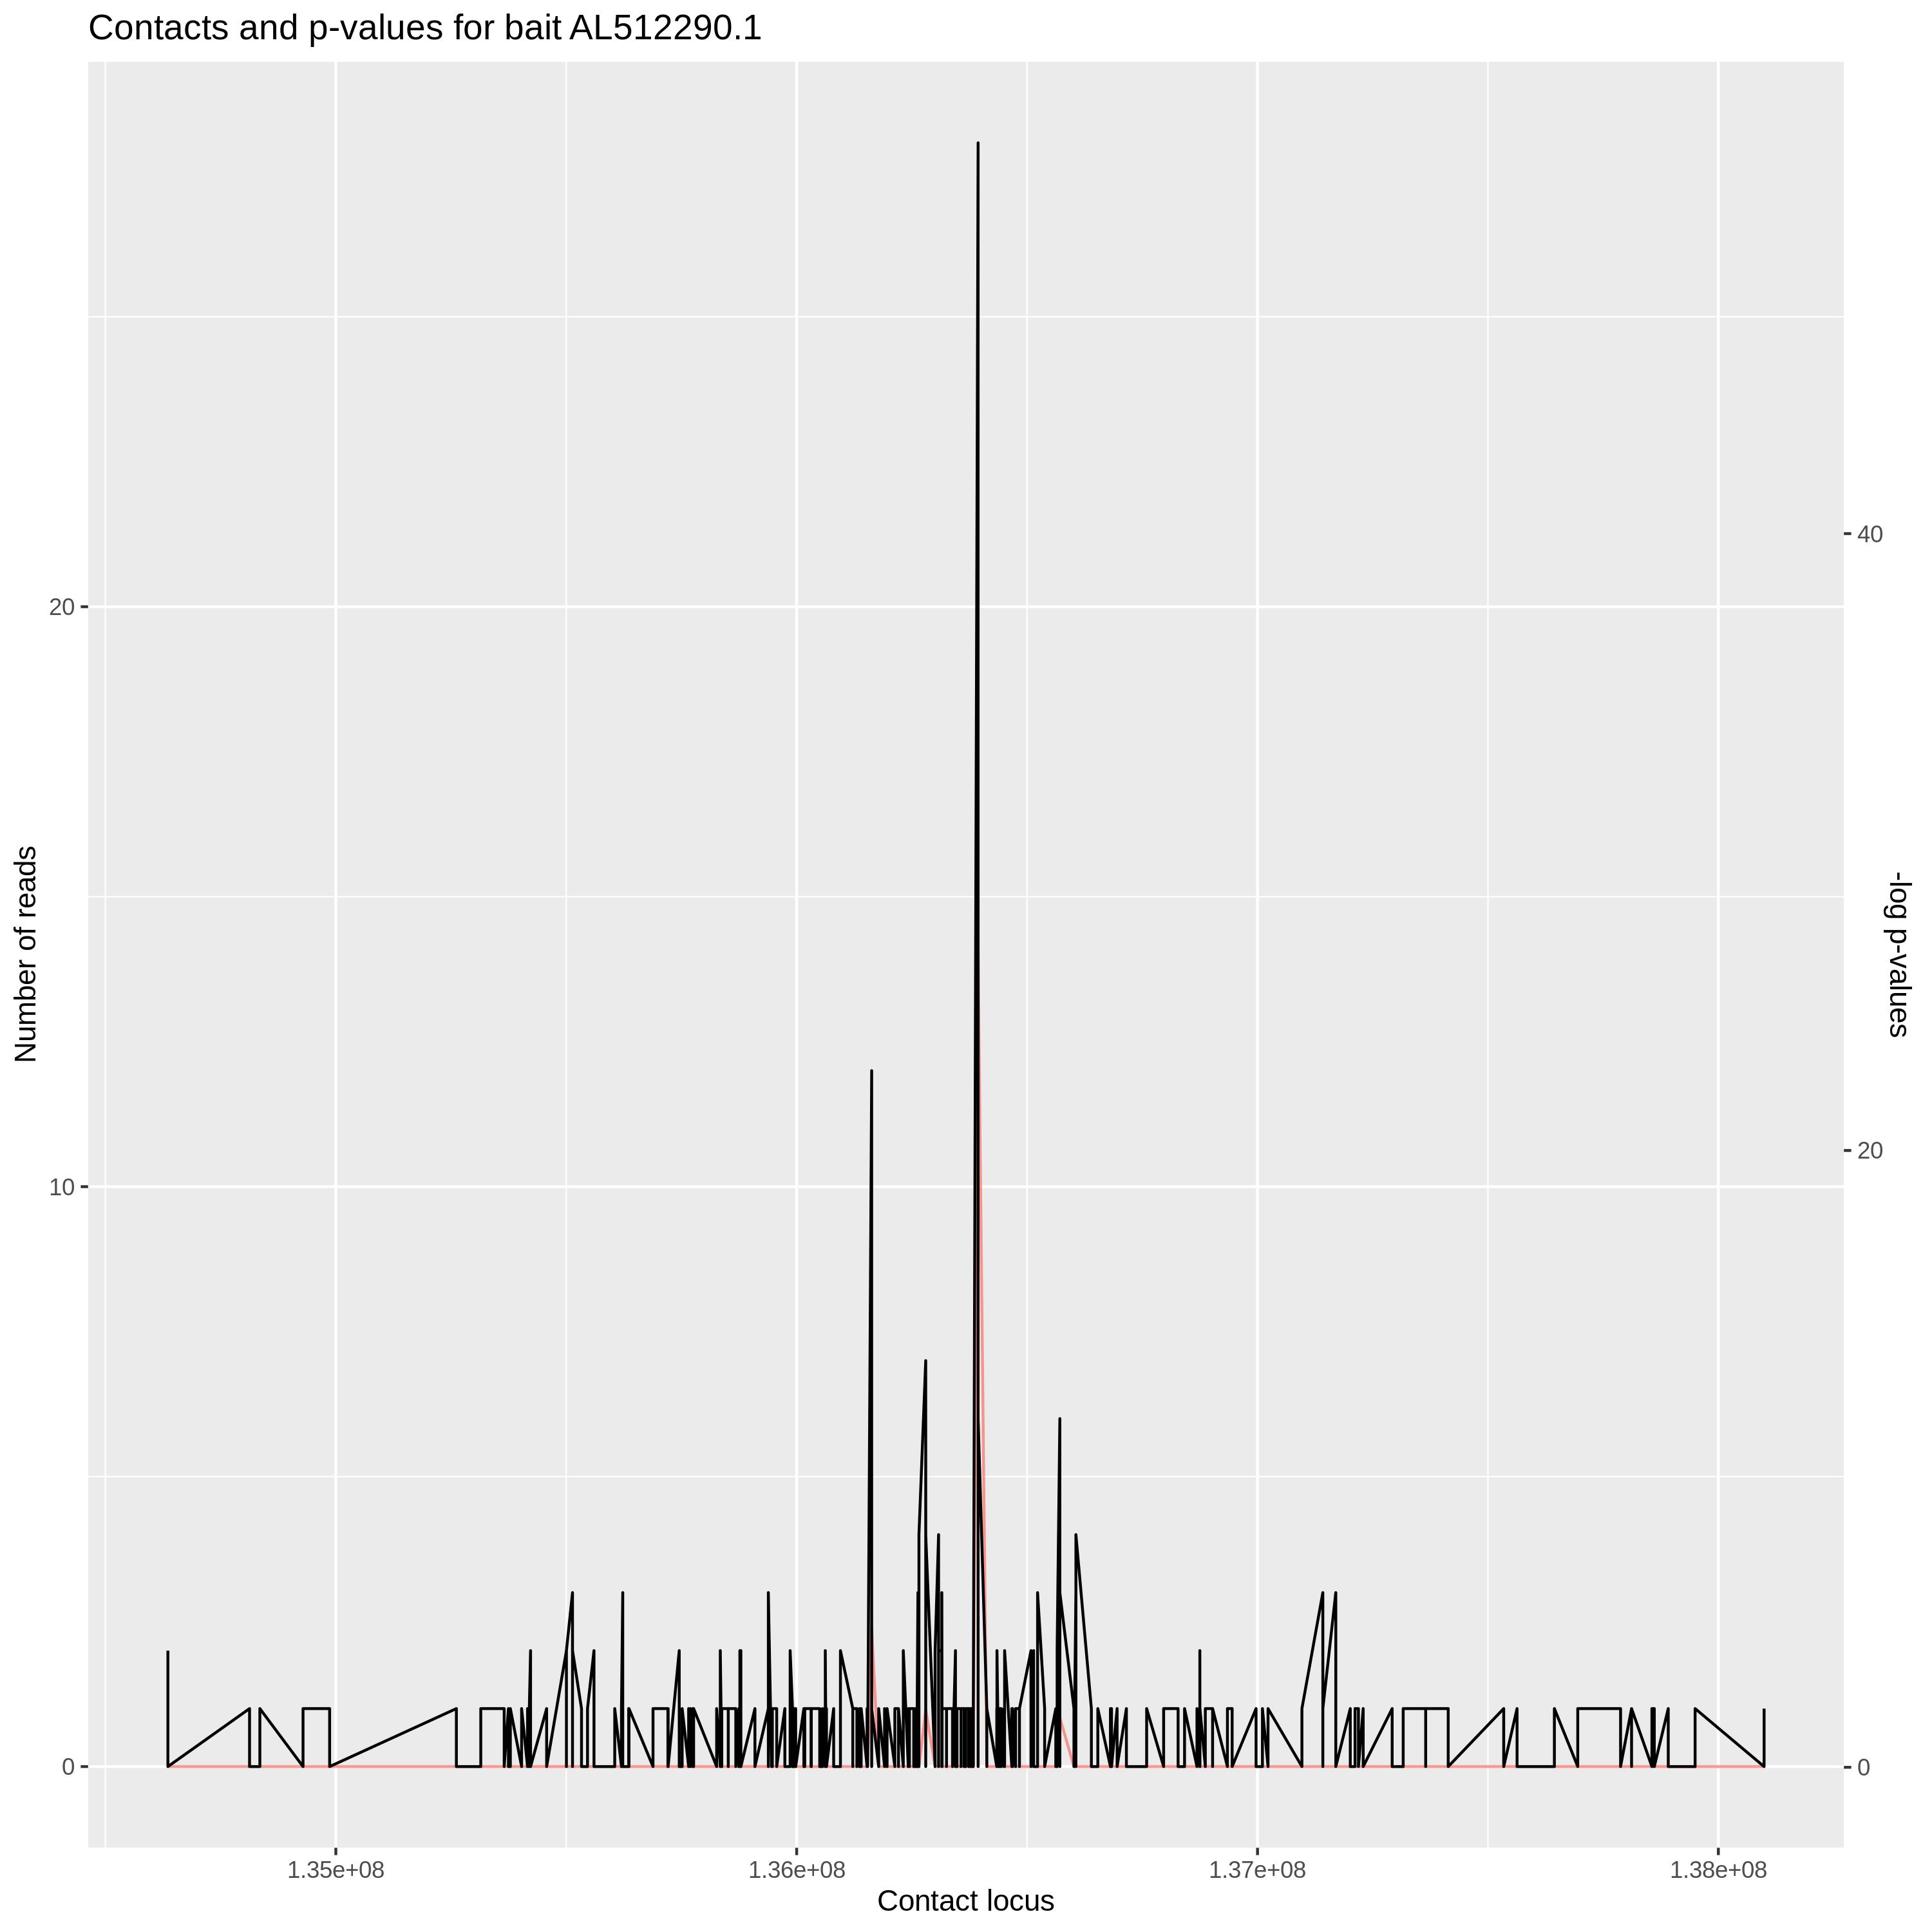 Contacts and p-values for bait AL512290.1
Number of reads
20
10
0
40
20
0
-log p-values
1.35e+08
1.36e+08
1.37e+08
1.38e+08
Contact locus